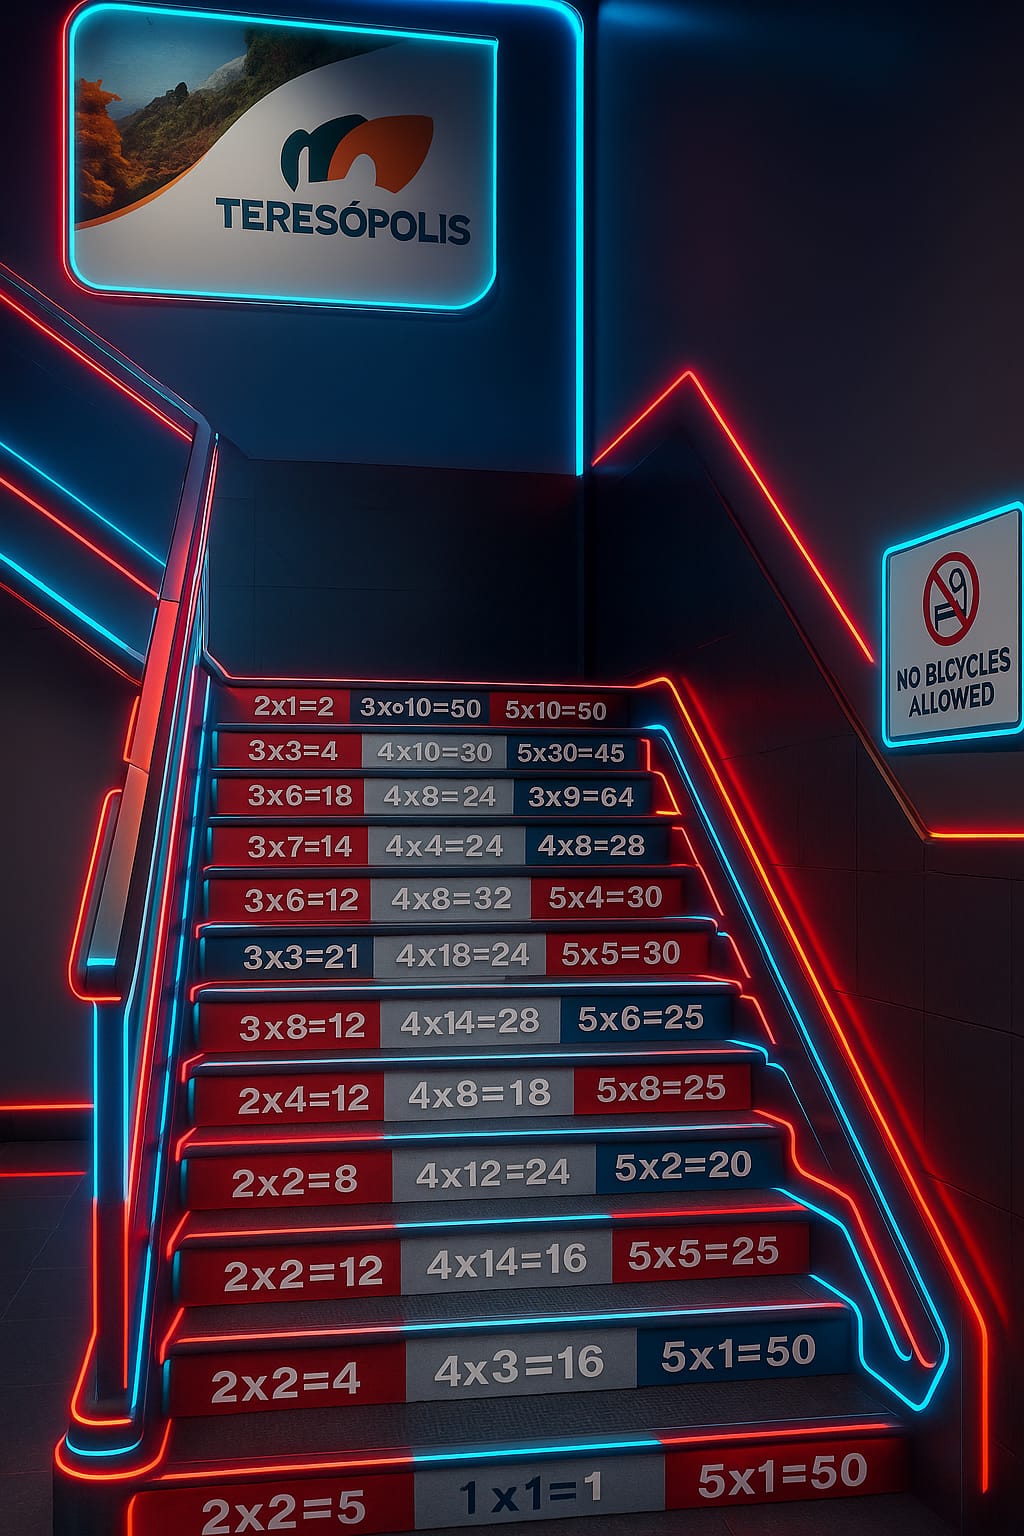 TERESÓPOLIS
NO BLCYCLES
ALLOWED
2x1=2 3x010=50 5x10=50
3x3=4 4x10=30 5x30=45
3x6=18 4x8=24 3x9=64
3x7=14 4x4=24 4x8=28
3x6=12 4x8=32 5x4=30
3x3=21 4x18=24 5x5=30
3x8=12 4x14=28 5x6=25
2x4=12 4x8=18 5x8=25
2x2=8 4x12=24 5x2=20
2x2=12 4x14=16 5x5=25
2x2=4 4x3=16 5x1=50
2x2=5 1x1=1 5x1=50